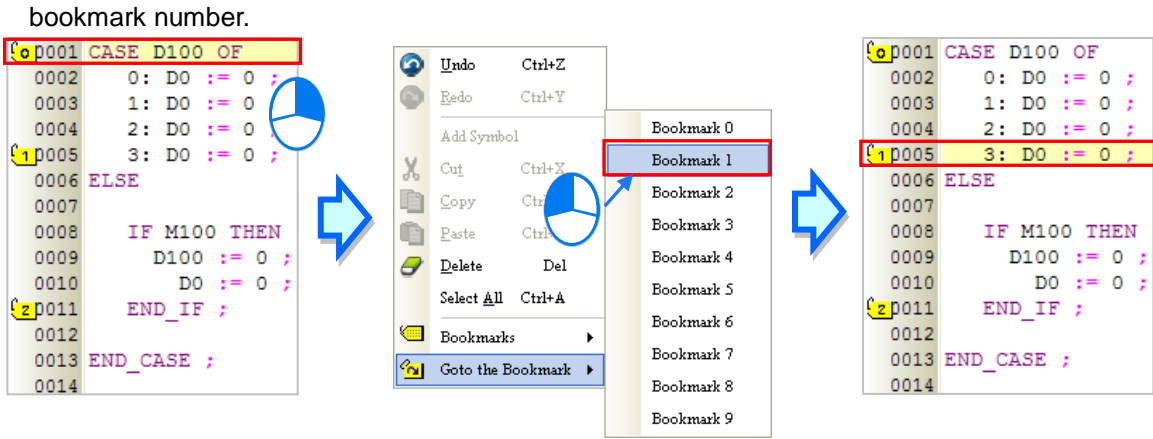 bookmark number.
0 0001 CASE D100 OF
0002 0: D0 := 0 ;
0003 1: D0 := 0 ;
0004 2: D0 := 0 ;
1 0005 3: D0 := 0 ;
0006 ELSE
0007
0008 IF M100 THEN
0009 D100 := 0 ;
0010 D0 := 0 ;
2 0011 END_IF ;
0012
0013 END_CASE ;
0014
Undo Ctrl+Z
Redo Ctrl+Y
Add Symbol
Cut Ctrl+X
Copy
Paste
Delete Del
Select All Ctrl+A
Bookmarks
Goto the Bookmark
Bookmark 0
Bookmark 1
Bookmark 2
Bookmark 3
Bookmark 4
Bookmark 5
Bookmark 6
Bookmark 7
Bookmark 8
Bookmark 9
0 0001 CASE D100 OF
0002 0: D0 := 0 ;
0003 1: D0 := 0 ;
0004 2: D0 := 0 ;
1 0005 3: D0 := 0 ;
0006 ELSE
0007
0008 IF M100 THEN
0009 D100 := 0 ;
0010 D0 := 0 ;
2 0011 END_IF ;
0012
0013 END_CASE ;
0014